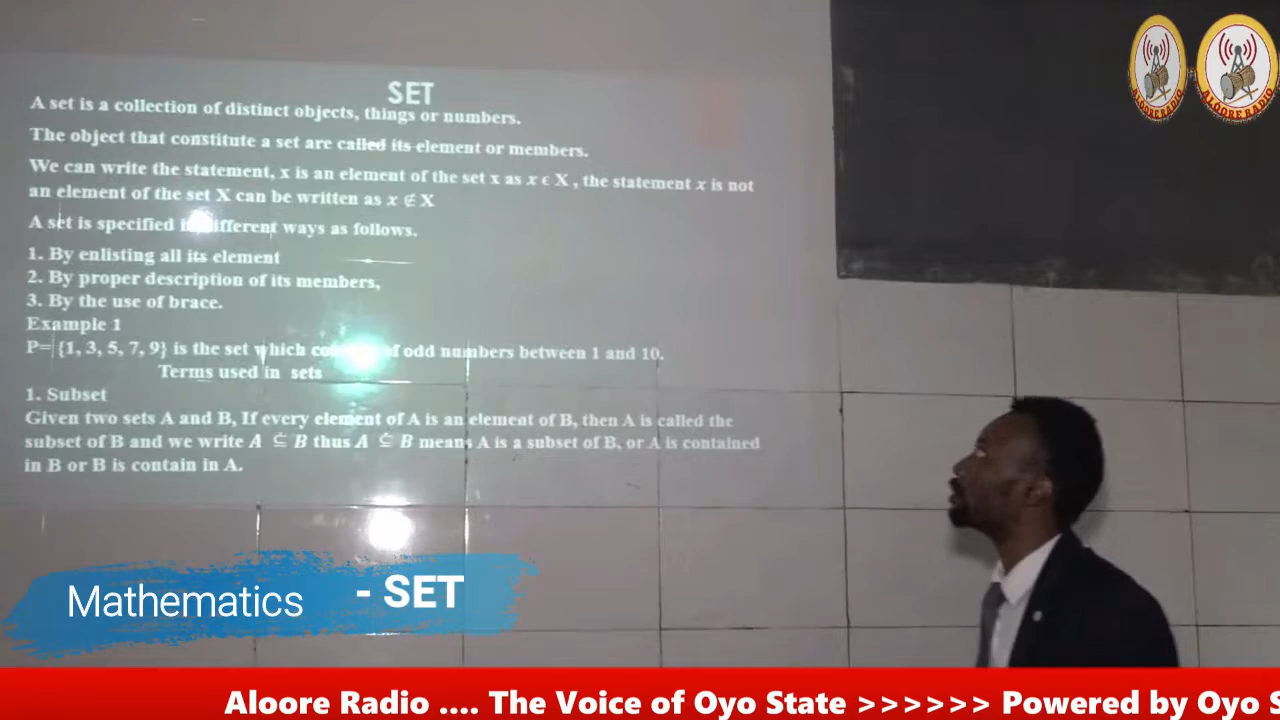 SET
A set is a collection of distinct objects, things or numbers.
The object that constitute a set are called its element or members.
We can write the statement, x is an element of the set x as x ϵ X , the statement x is not
an element of the set X can be written as x ∉ X
A set is specified different ways as follows.
1. By enlisting all its element
2. By proper description of its members,
3. By the use of brace.
Example 1
P= {1, 3, 5, 7, 9} is the set which of odd numbers between 1 and 10.
Terms used in sets
1. Subset
Given two sets A and B, If every element of A is an element of B, then A is called the
subset of B and we write A ⊆ B thus A ⊆ B means A is a subset of B, or A is contained
in B or B is contain in A.
Mathematics - SET
ALOORE RADIO
ALOORE RADIO
Aloore Radio .... The Voice of Oyo State >>>>>> Powered by Oyo S